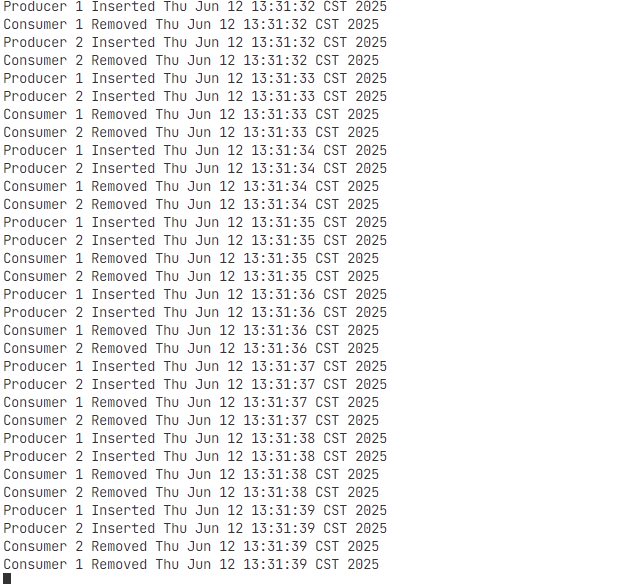 Producer 1 Inserted Thu Jun 12 13:31:32 CST 2025
Consumer 1 Removed Thu Jun 12 13:31:32 CST 2025
Producer 2 Inserted Thu Jun 12 13:31:32 CST 2025
Consumer 2 Removed Thu Jun 12 13:31:32 CST 2025
Producer 1 Inserted Thu Jun 12 13:31:33 CST 2025
Producer 2 Inserted Thu Jun 12 13:31:33 CST 2025
Consumer 1 Removed Thu Jun 12 13:31:33 CST 2025
Consumer 2 Removed Thu Jun 12 13:31:33 CST 2025
Producer 1 Inserted Thu Jun 12 13:31:34 CST 2025
Producer 2 Inserted Thu Jun 12 13:31:34 CST 2025
Consumer 1 Removed Thu Jun 12 13:31:34 CST 2025
Consumer 2 Removed Thu Jun 12 13:31:34 CST 2025
Producer 1 Inserted Thu Jun 12 13:31:35 CST 2025
Producer 2 Inserted Thu Jun 12 13:31:35 CST 2025
Consumer 1 Removed Thu Jun 12 13:31:35 CST 2025
Consumer 2 Removed Thu Jun 12 13:31:35 CST 2025
Producer 1 Inserted Thu Jun 12 13:31:36 CST 2025
Producer 2 Inserted Thu Jun 12 13:31:36 CST 2025
Consumer 1 Removed Thu Jun 12 13:31:36 CST 2025
Consumer 2 Removed Thu Jun 12 13:31:36 CST 2025
Producer 1 Inserted Thu Jun 12 13:31:37 CST 2025
Producer 2 Inserted Thu Jun 12 13:31:37 CST 2025
Consumer 1 Removed Thu Jun 12 13:31:37 CST 2025
Consumer 2 Removed Thu Jun 12 13:31:37 CST 2025
Producer 1 Inserted Thu Jun 12 13:31:38 CST 2025
Producer 2 Inserted Thu Jun 12 13:31:38 CST 2025
Consumer 1 Removed Thu Jun 12 13:31:38 CST 2025
Consumer 2 Removed Thu Jun 12 13:31:38 CST 2025
Producer 1 Inserted Thu Jun 12 13:31:39 CST 2025
Producer 2 Inserted Thu Jun 12 13:31:39 CST 2025
Consumer 2 Removed Thu Jun 12 13:31:39 CST 2025
Consumer 1 Removed Thu Jun 12 13:31:39 CST 2025